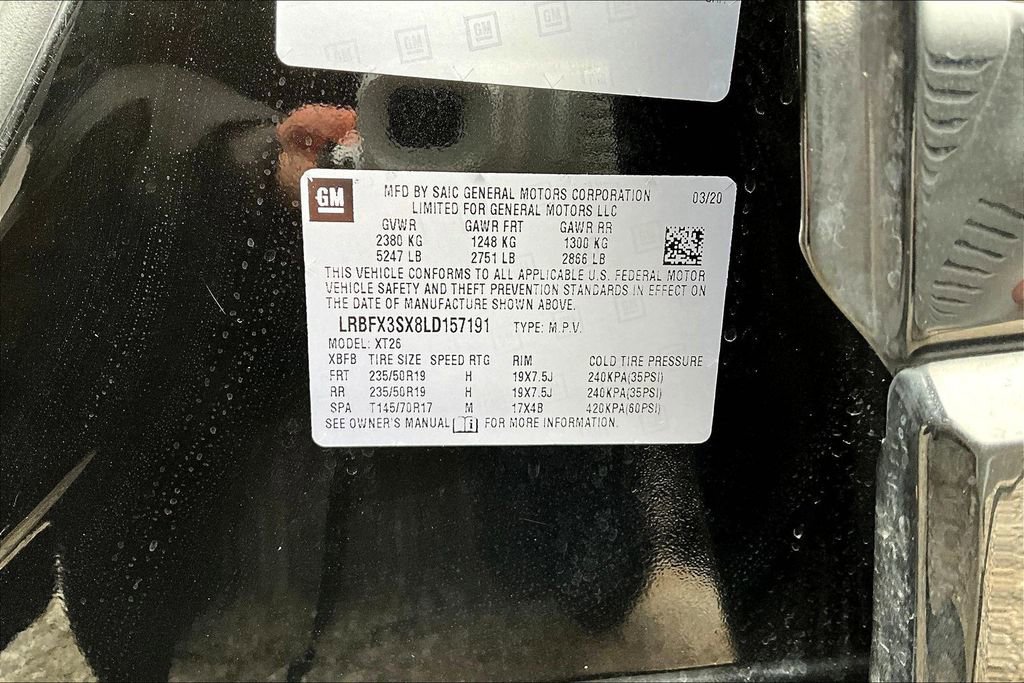 GM GM GM GM
GM
MFD BY SAIC GENERAL MOTORS CORPORATION 03/20
LIMITED FOR GENERAL MOTORS LLC
GVWR GAWR FRT GAWR RR
2380 KG 1248 KG 1300 KG
5247 LB 2751 LB 2866 LB
THIS VEHICLE CONFORMS TO ALL APPLICABLE U.S. FEDERAL MOTOR
VEHICLE SAFETY AND THEFT PREVENTION STANDARDS IN EFFECT ON
THE DATE OF MANUFACTURE SHOWN ABOVE.
LRBFX3SX8LD157191 TYPE: M.P.V.
MODEL: XT26
XBFB TIRE SIZE SPEED RTG RIM COLD TIRE PRESSURE
FRT 235/50R19 H 19X7.5J 240KPA(35PSI)
RR 235/50R19 H 19X7.5J 240KPA(35PSI)
SPA T145/70R17 M 17X4B 420KPA(60PSI)
SEE OWNER'S MANUAL i FOR MORE INFORMATION.